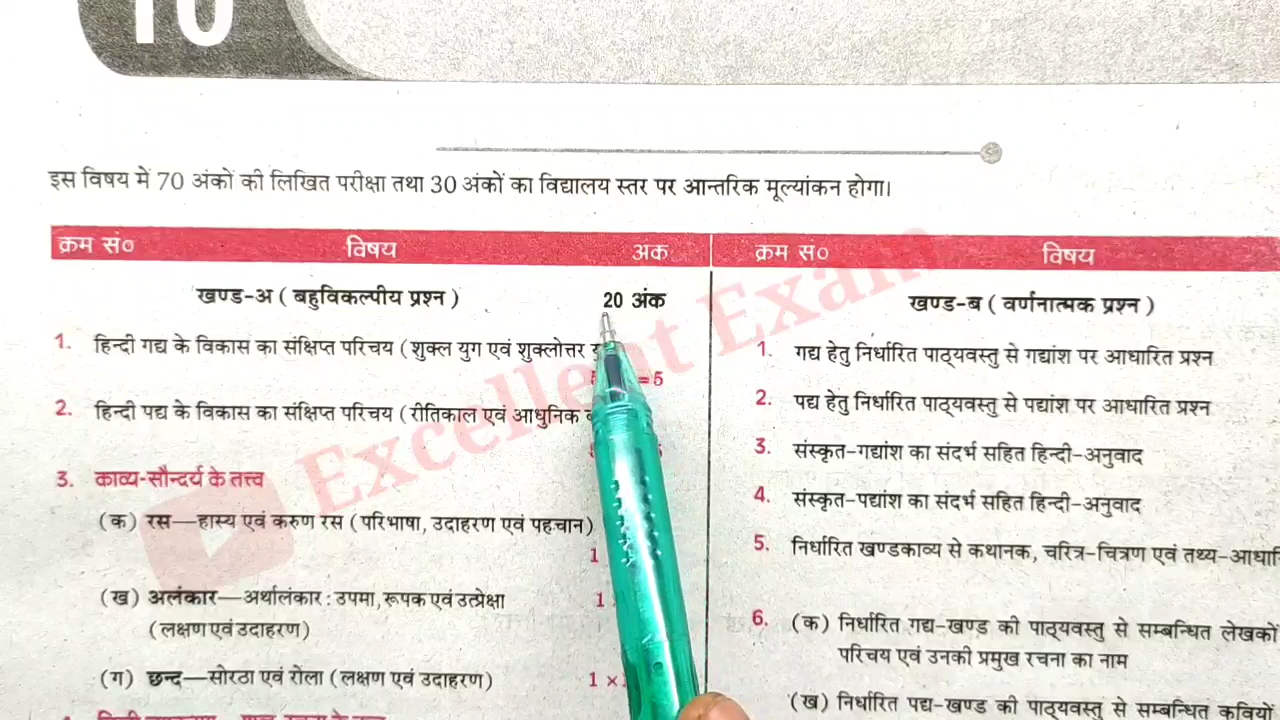 10
इस विषय में 70 अंकों की लिखित परीक्षा तथा 30 अंकों का विद्यालय स्तर पर आन्तरिक मूल्यांकन होगा।
क्रम सं० विषय अंक
खण्ड-अ ( बहुविकल्पीय प्रश्न ) 20 अंक
1. हिन्दी गद्य के विकास का संक्षिप्त परिचय (शुक्ल युग एवं शुक्लोत्तर
=5
2. हिन्दी पद्य के विकास का संक्षिप्त परिचय (रीतिकाल एवं आधुनिक
3. काव्य-सौन्दर्य के तत्त्व
(क) रस—हास्य एवं करुण रस (परिभाषा, उदाहरण एवं पहचान)
1
(ख) अलंकार—अर्थालंकार : उपमा, रूपक एवं उत्प्रेक्षा 1
(लक्षण एवं उदाहरण)
(ग) छन्द—सोरठा एवं रोला (लक्षण एवं उदाहरण) 1 ×
क्रम सं० विषय
खण्ड-ब ( वर्णनात्मक प्रश्न )
1. गद्य हेतु निर्धारित पाठ्यवस्तु से गद्यांश पर आधारित प्रश्न
2. पद्य हेतु निर्धारित पाठ्यवस्तु से पद्यांश पर आधारित प्रश्न
3. संस्कृत-गद्यांश का संदर्भ सहित हिन्दी-अनुवाद
4. संस्कृत-पद्यांश का संदर्भ सहित हिन्दी-अनुवाद
5. निर्धारित खण्डकाव्य से कथानक, चरित्र-चित्रण एवं तथ्य-
6. (क) निर्धारित गद्य-खण्ड की पाठ्यवस्तु से सम्बन्धित लेखकों
परिचय एवं उनकी प्रमुख रचना का नाम
(ख) निर्धारित पद्य-खण्ड की पाठ्यवस्तु से सम्बन्धित कवियों
Excellent Exam